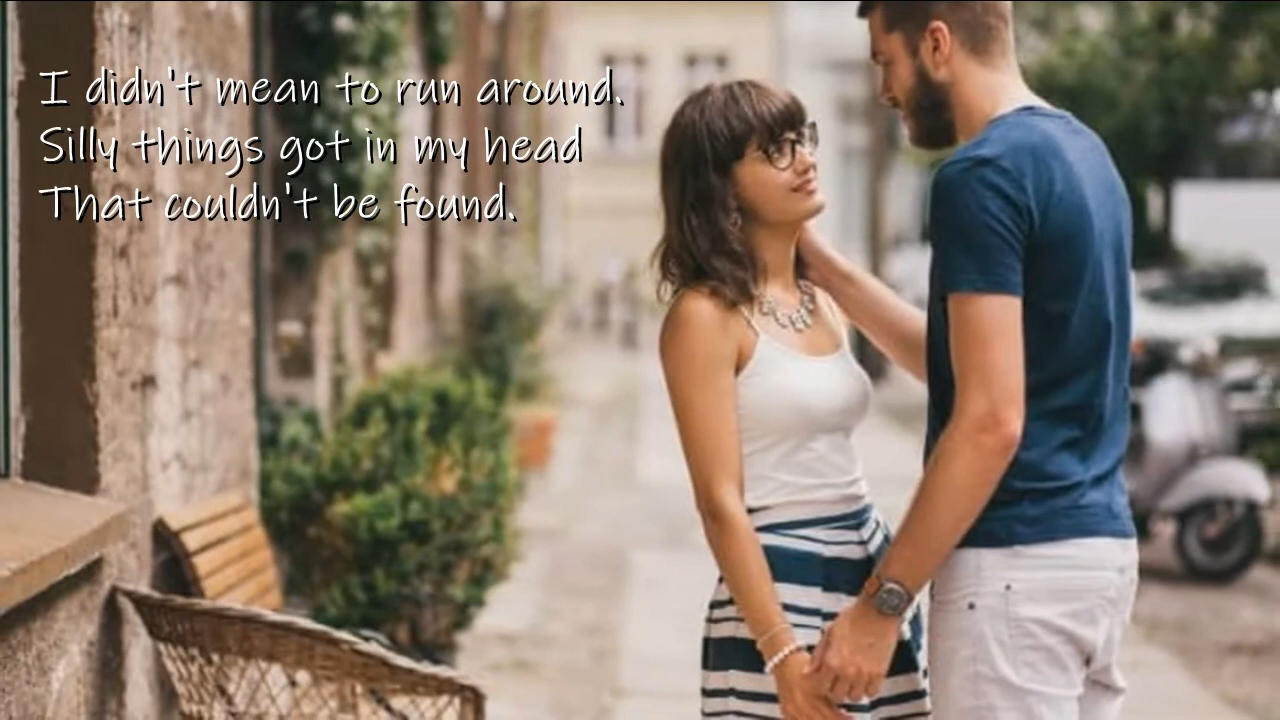 I didn't mean to run around.
Silly things got in my head
That couldn't be found.